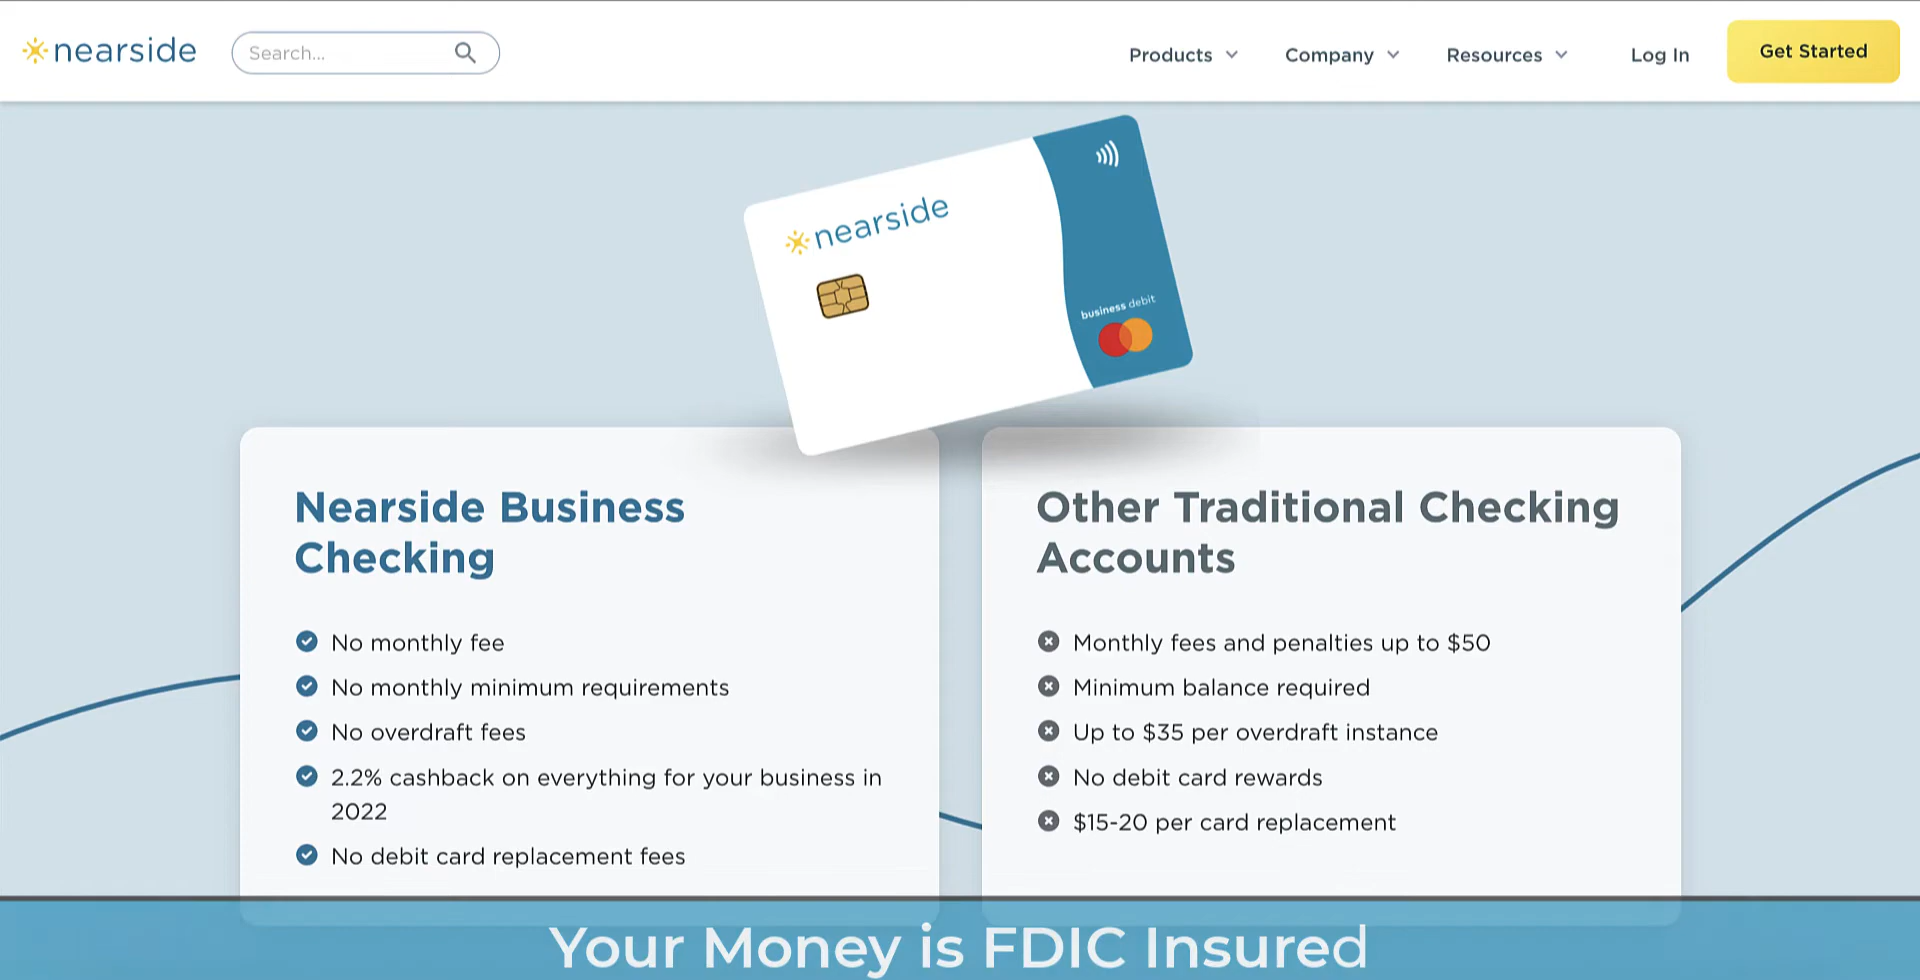 nearside
Search...
Products
Company
Resources
Log In
Get Started
nearside
business debit
Nearside Business
Checking
No monthly fee
No monthly minimum requirements
No overdraft fees
2.2% cashback on everything for your business in
2022
No debit card replacement fees
Other Traditional Checking
Accounts
Monthly fees and penalties up to $50
Minimum balance required
Up to $35 per overdraft instance
No debit card rewards
$15-20 per card replacement
Your Money is FDIC Insured